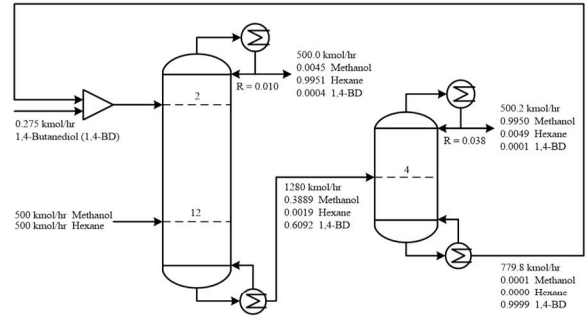 500.0 kmol/hr
0.0045 Methanol
0.9951 Hexane
0.0004 1,4-BD
R = 0.010
2
0.275 kmol/hr
1,4-Butanediol (1,4-BD)
500.2 kmol/hr
0.9950 Methanol
0.0049 Hexane
0.0001 1,4-BD
R = 0.038
4
1280 kmol/hr
0.3889 Methanol
0.0019 Hexane
0.6092 1,4-BD
12
500 kmol/hr Methanol
500 kmol/hr Hexane
779.8 kmol/hr
0.0001 Methanol
0.0000 Hexane
0.9999 1,4-BD